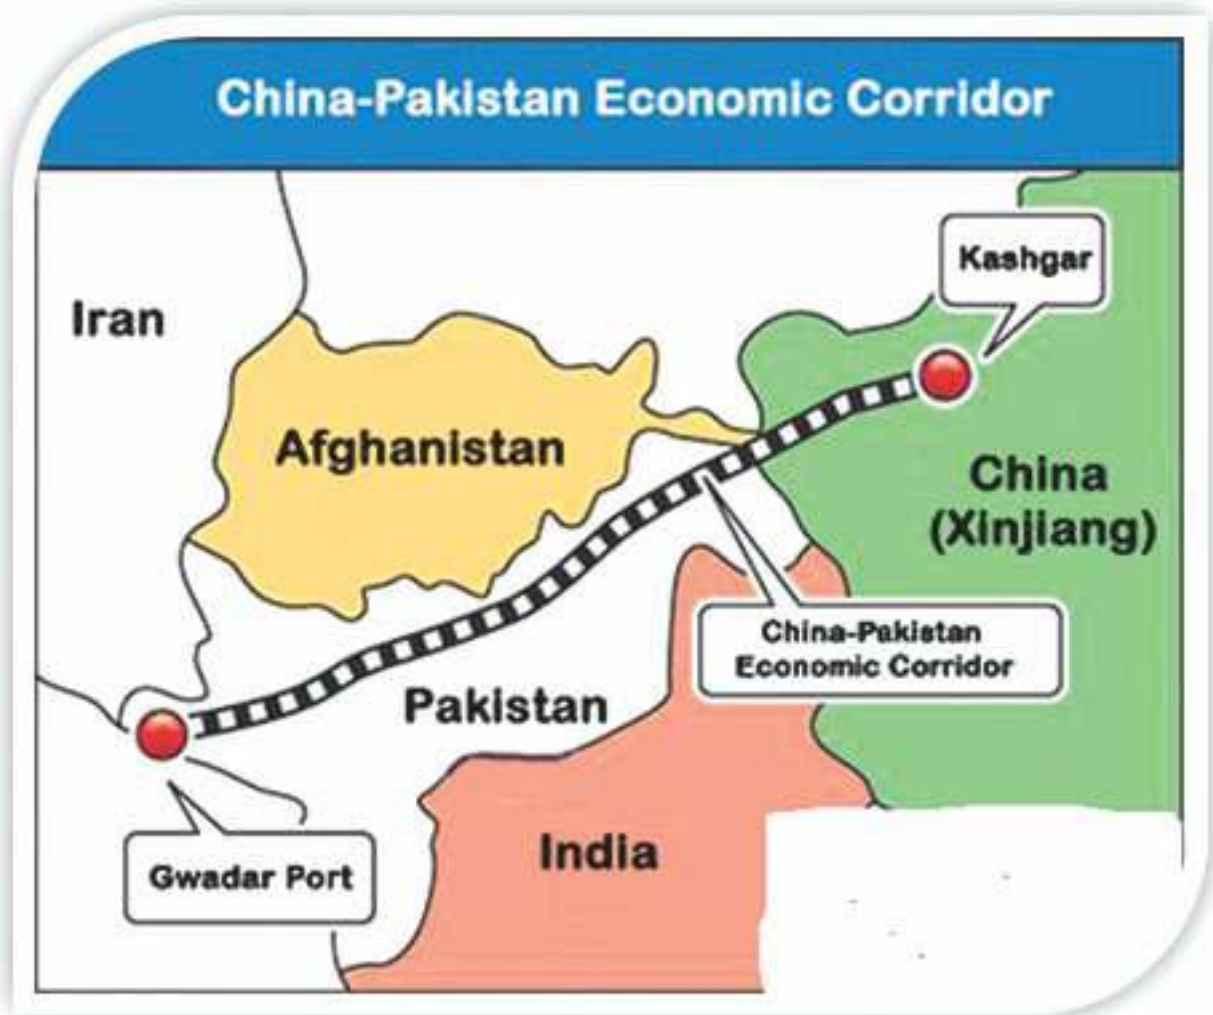 China-Pakistan Economic Corridor
Kashgar
Iran
Afghanistan
China
(Xinjiang)
China-Pakistan
Economic Corridor
Pakistan
India
Gwadar Port